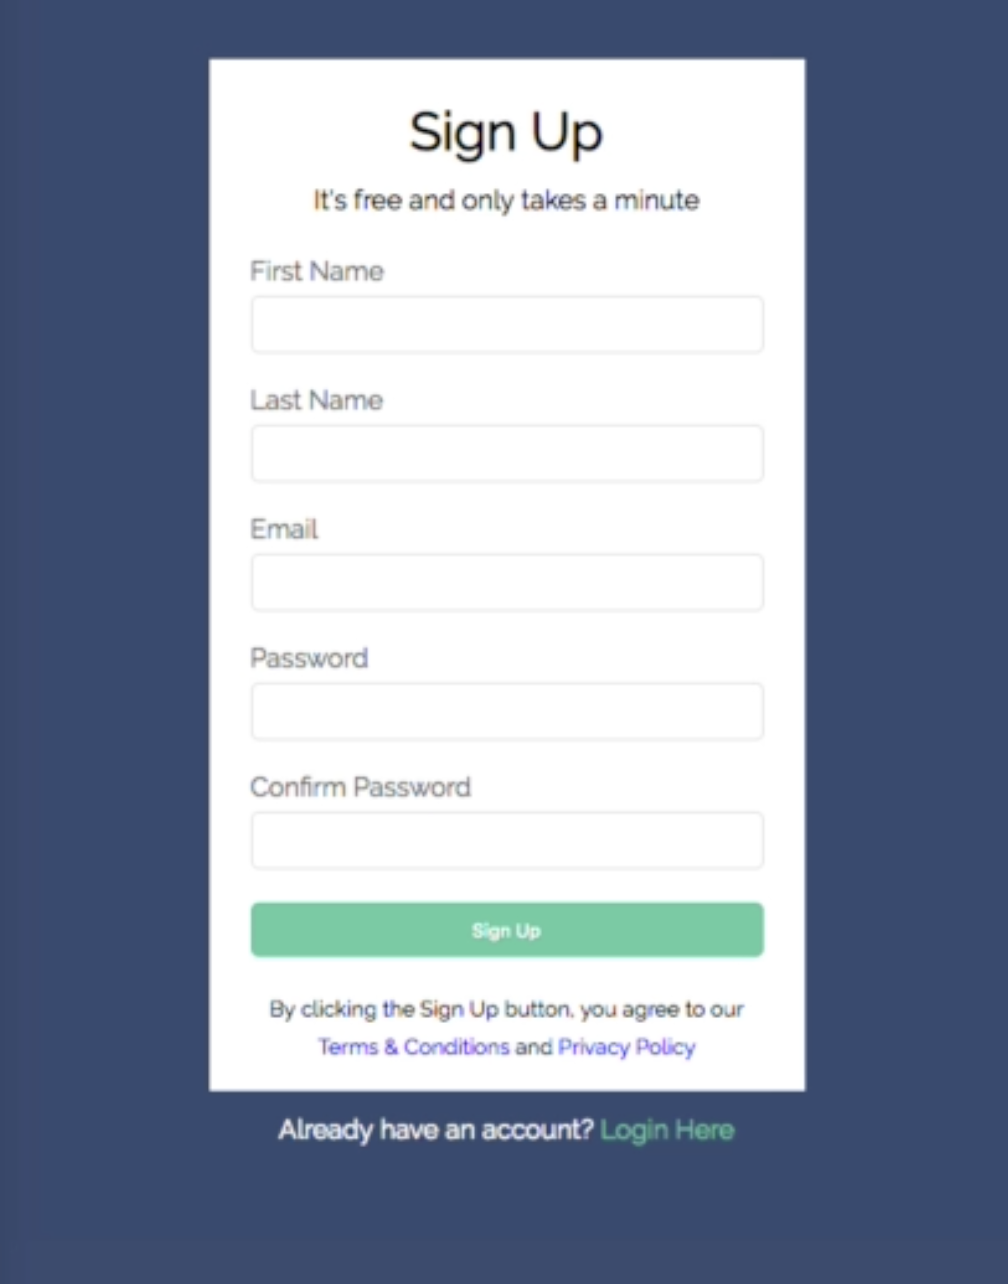 Sign Up
It's free and only takes a minute
First Name
Last Name
Email
Password
Confirm Password
Sign Up
By clicking the Sign Up button, you agree to our
Terms & Conditions and Privacy Policy
Already have an account? Login Here